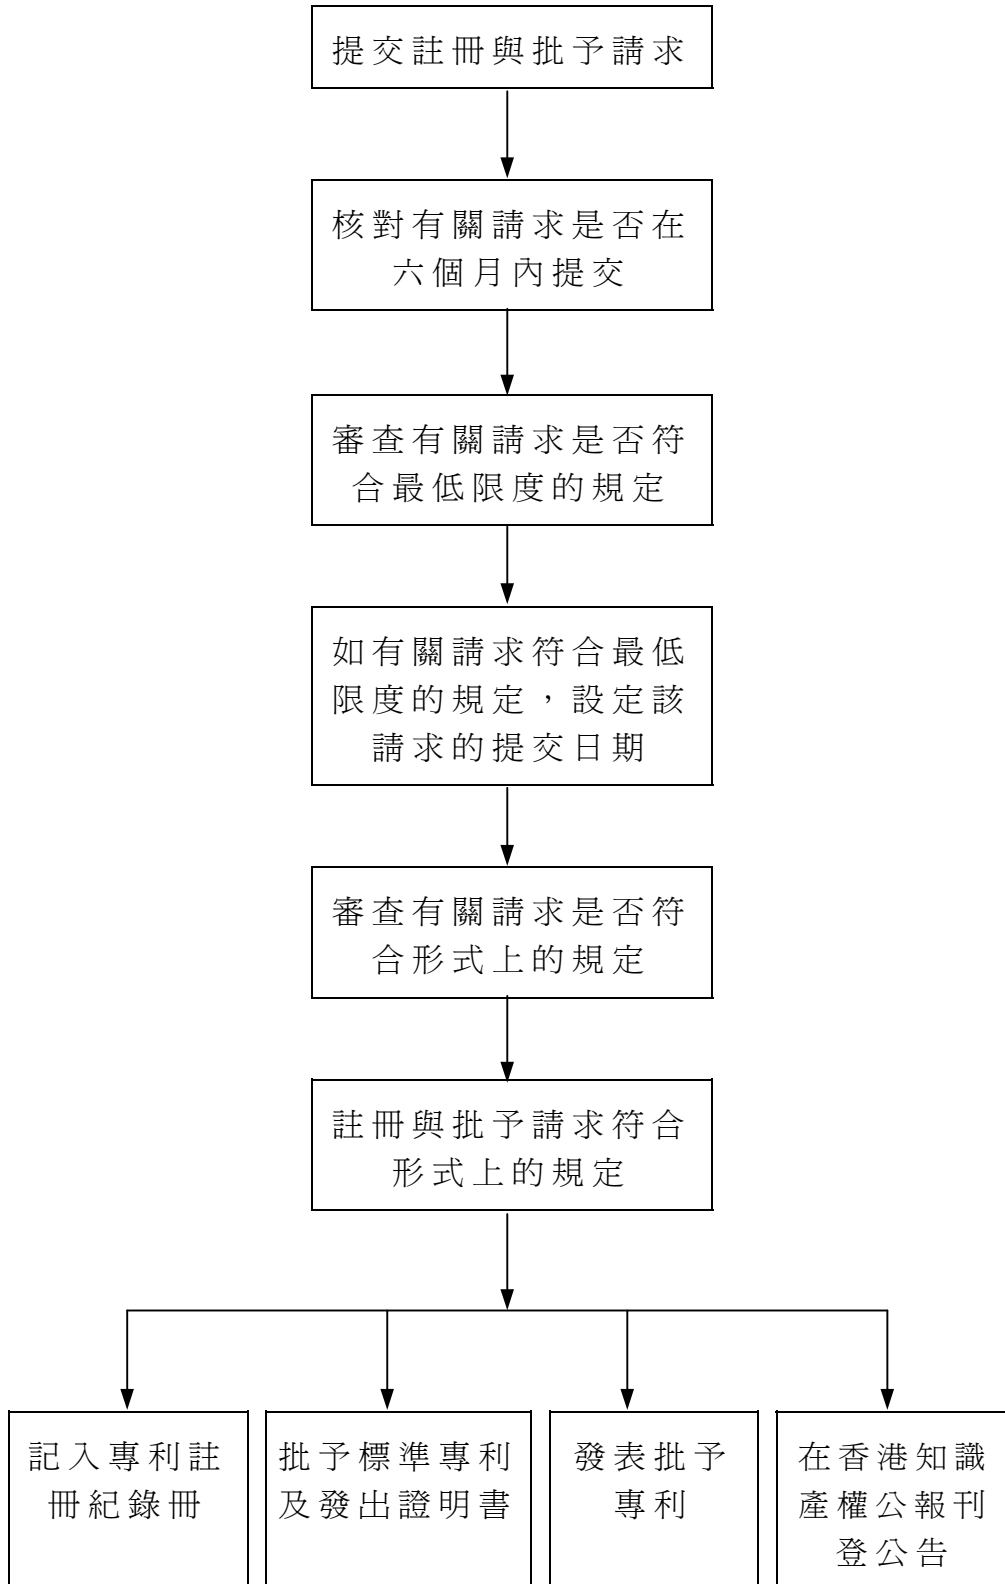 提交註冊與批予請求
核對有關請求是否在
六個月內提交
審查有關請求是否符
合最低限度的規定
如有關請求符合最低
限度的規定，設定該
請求的提交日期
審查有關請求是否符
合形式上的規定
註冊與批予請求符合
形式上的規定
記入專利註
冊紀錄冊
批予標準專利
及發出證明書
發表批予
專利
在香港知識
產權公報刊
登公告